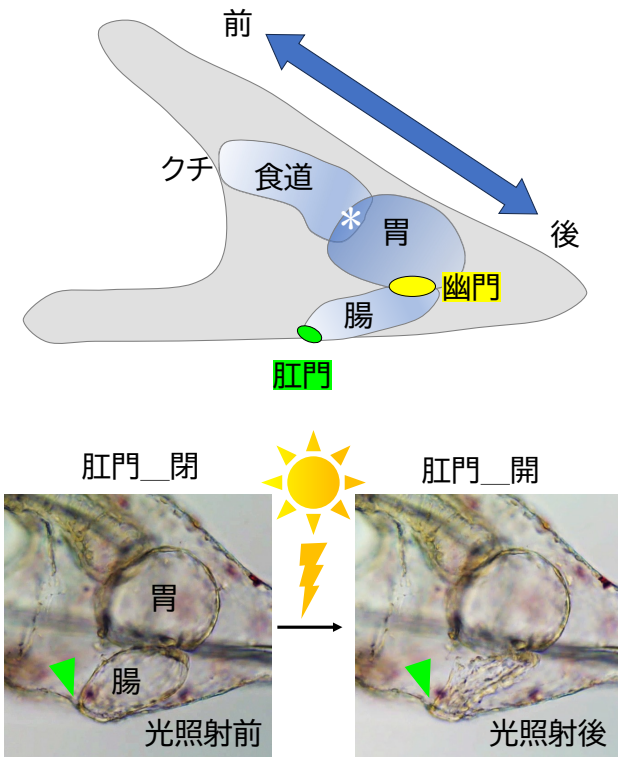 前
クチ
食道
*
胃
後
幽門
腸
肛門
肛門__閉
肛門__開
胃
腸
光照射前
光照射後